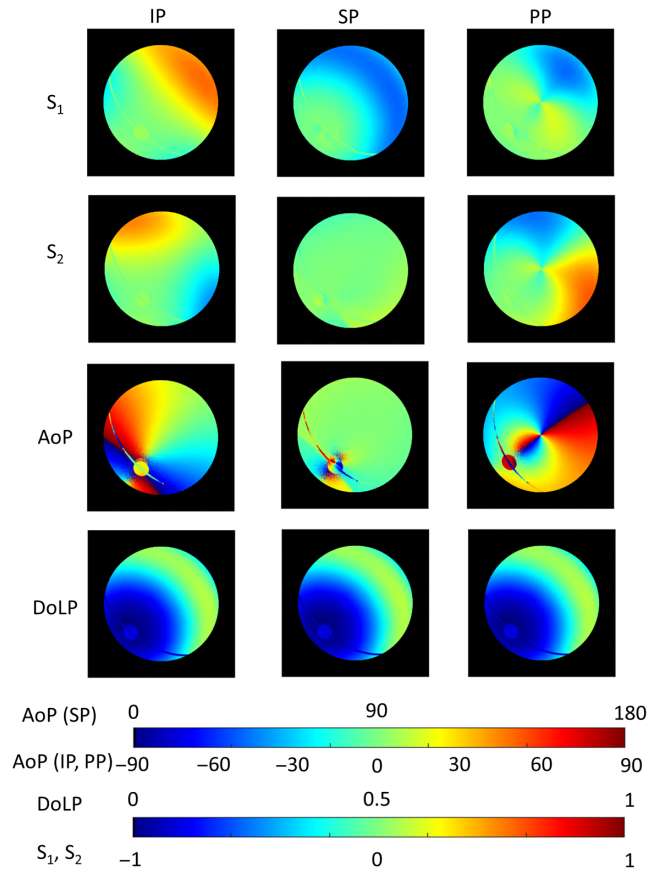 IP SP PP
S₁
S₂
AoP
DoLP
AoP (SP) 0 90 180
AoP (IP, PP) −90 −60 −30 0 30 60 90
DoLP 0 0.5 1
S₁, S₂ −1 0 1